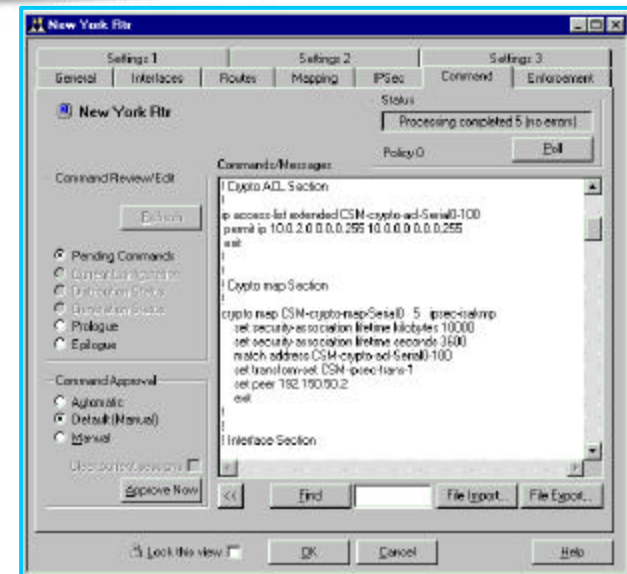 New York Rtr
Settings 1 Settings 2 Settings 3
General Interfaces Routes Mapping IPSec Command Enforcement
New York Rtr
Status
Processing completed 5 (no errors)
Policy:0 Poll
Command Review/Edit
Commands/Messages
Refresh
Pending Commands
Current Configuration
Distribution Status
Generation Status
Prologue
Epilogue
Command Approval
Automatic
Default (Manual)
Manual
Approve Now
! Crypto ACL Section
!
ip access-list extended CSM-crypto-acl-Serial0-100
permit ip 10.0.2.0 0.0.0.255 10.0.0.0 0.0.0.255
exit
!
!
! Crypto map Section
!
crypto map CSM-crypto-map-Serial0 5 ipsec-isakmp
set security-association lifetime kilobytes 10000
set security-association lifetime seconds 3600
match address CSM-crypto-acl-Serial0-100
set transform-set CSM-ipsec-trans-1
set peer 192.150.50.2
exit
!
!
! Interface Section
<< Find File Import... File Export...
Lock this view OK Cancel Help